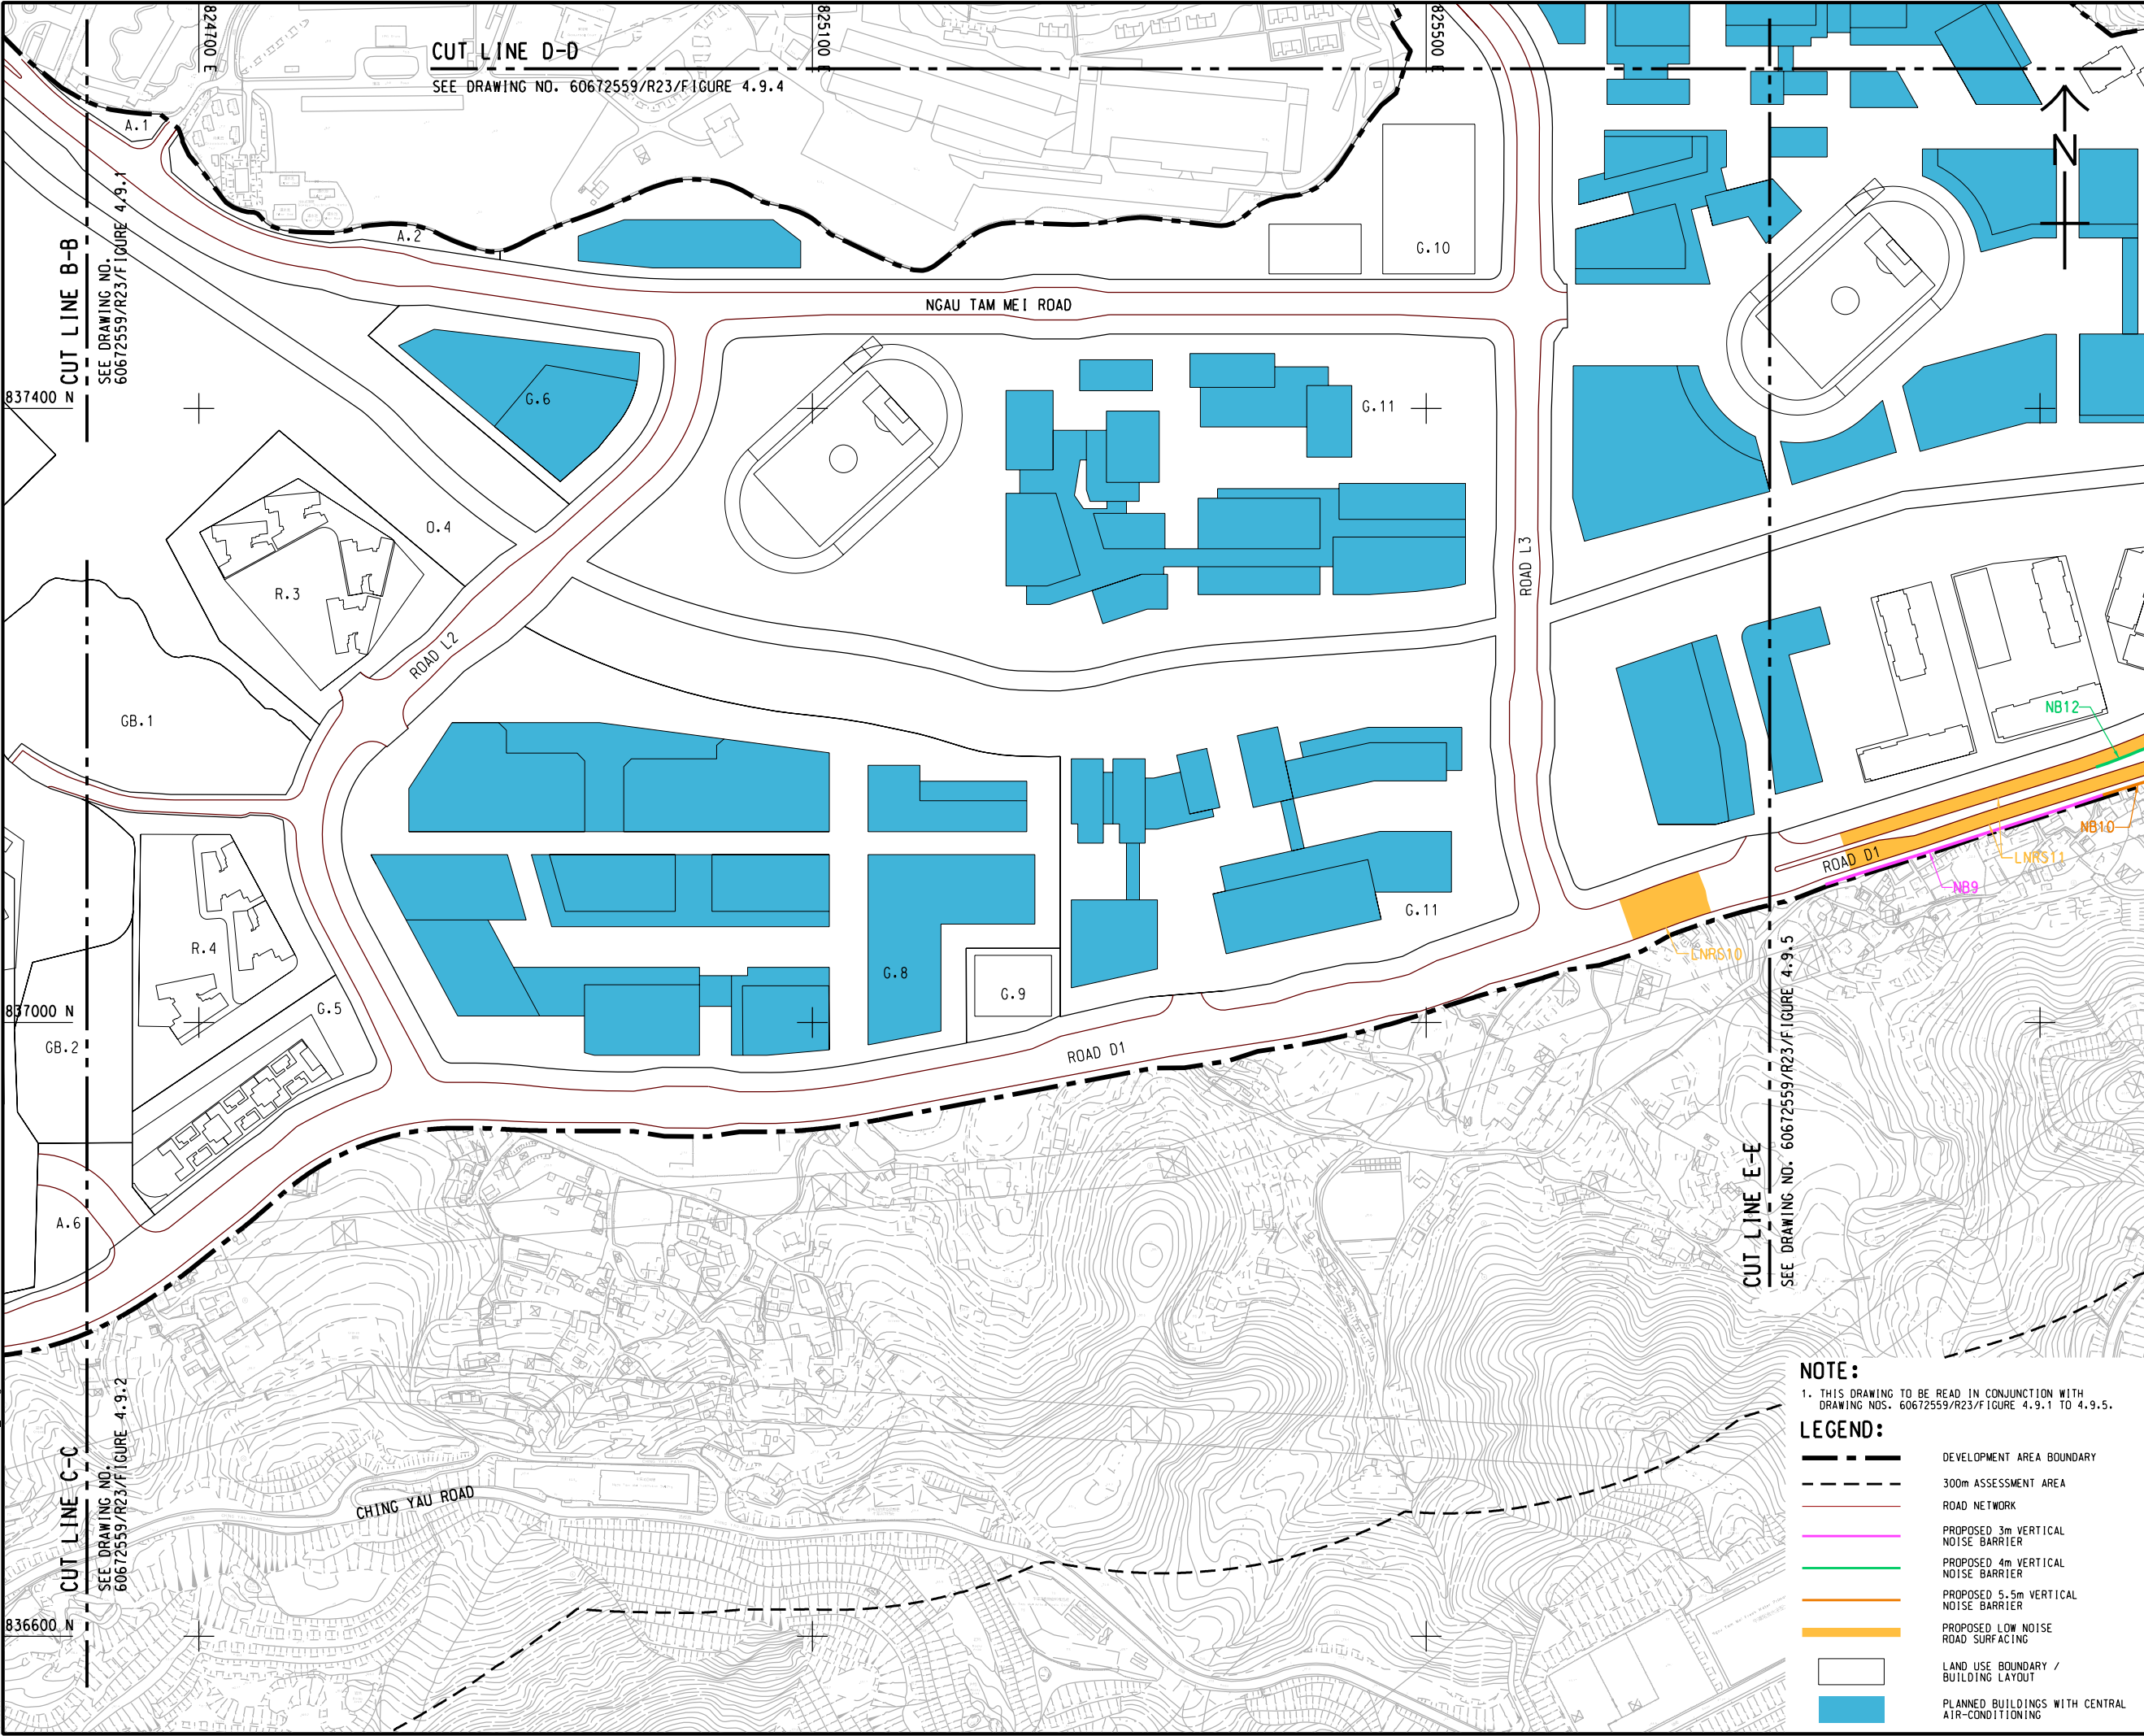 824700 E
825100 E
825500 E
CUT LINE D-D
SEE DRAWING NO. 60672559/R23/FIGURE 4.9.4
A.1
CUT LINE B-B
SEE DRAWING NO.
60672559/R23/FIGURE 4.9.1
A.2
G.10
N
NGAU TAM MEI ROAD
837400 N
G.6
G.11
O.4
ROAD L3
R.3
ROAD L2
GB.1
NB12
NB10
ROAD D1
LNRS11
NB9
G.11
R.4
LNRS10
G.8
G.9
G.5
837000 N
GB.2
ROAD D1
CUT LINE E-E
SEE DRAWING NO. 60672559/R23/FIGURE 4.9.5
A.6
CUT LINE C-C
SEE DRAWING NO.
60672559/R23/FIGURE 4.9.2
CHING YAU ROAD
836600 N
NOTE:
1. THIS DRAWING TO BE READ IN CONJUNCTION WITH
DRAWING NOS. 60672559/R23/FIGURE 4.9.1 TO 4.9.5.
LEGEND:
DEVELOPMENT AREA BOUNDARY
300m ASSESSMENT AREA
ROAD NETWORK
PROPOSED 3m VERTICAL
NOISE BARRIER
PROPOSED 4m VERTICAL
NOISE BARRIER
PROPOSED 5.5m VERTICAL
NOISE BARRIER
PROPOSED LOW NOISE
ROAD SURFACING
LAND USE BOUNDARY /
BUILDING LAYOUT
PLANNED BUILDINGS WITH CENTRAL
AIR-CONDITIONING